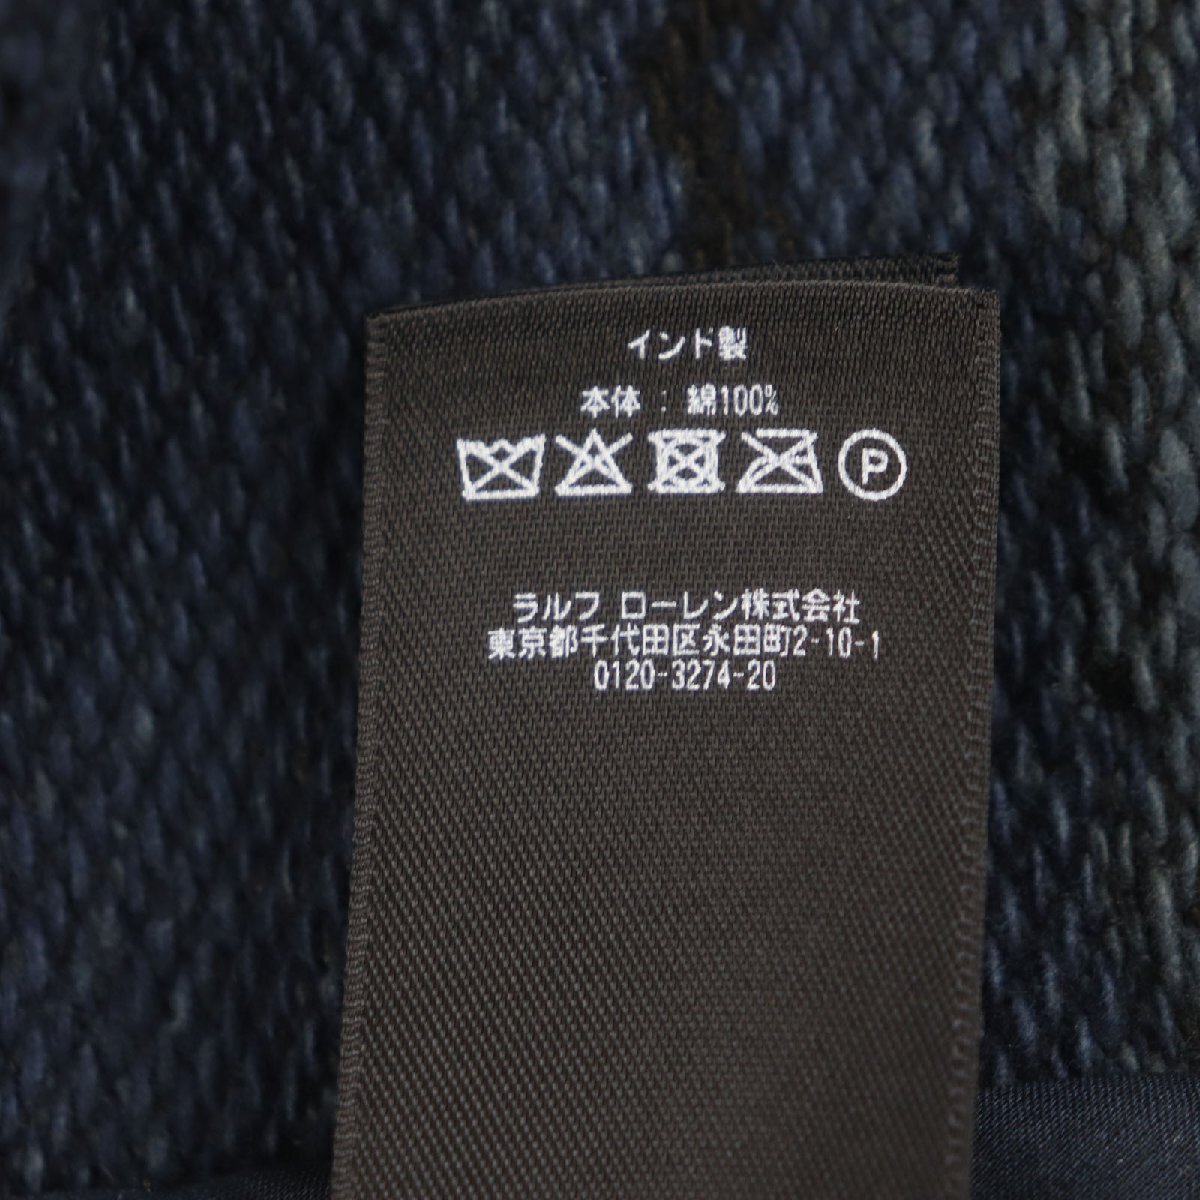 インド製
本体 : 綿100%
P
ラルフ ローレン株式会社
東京都千代田区永田町2-10-1
0120-3274-20